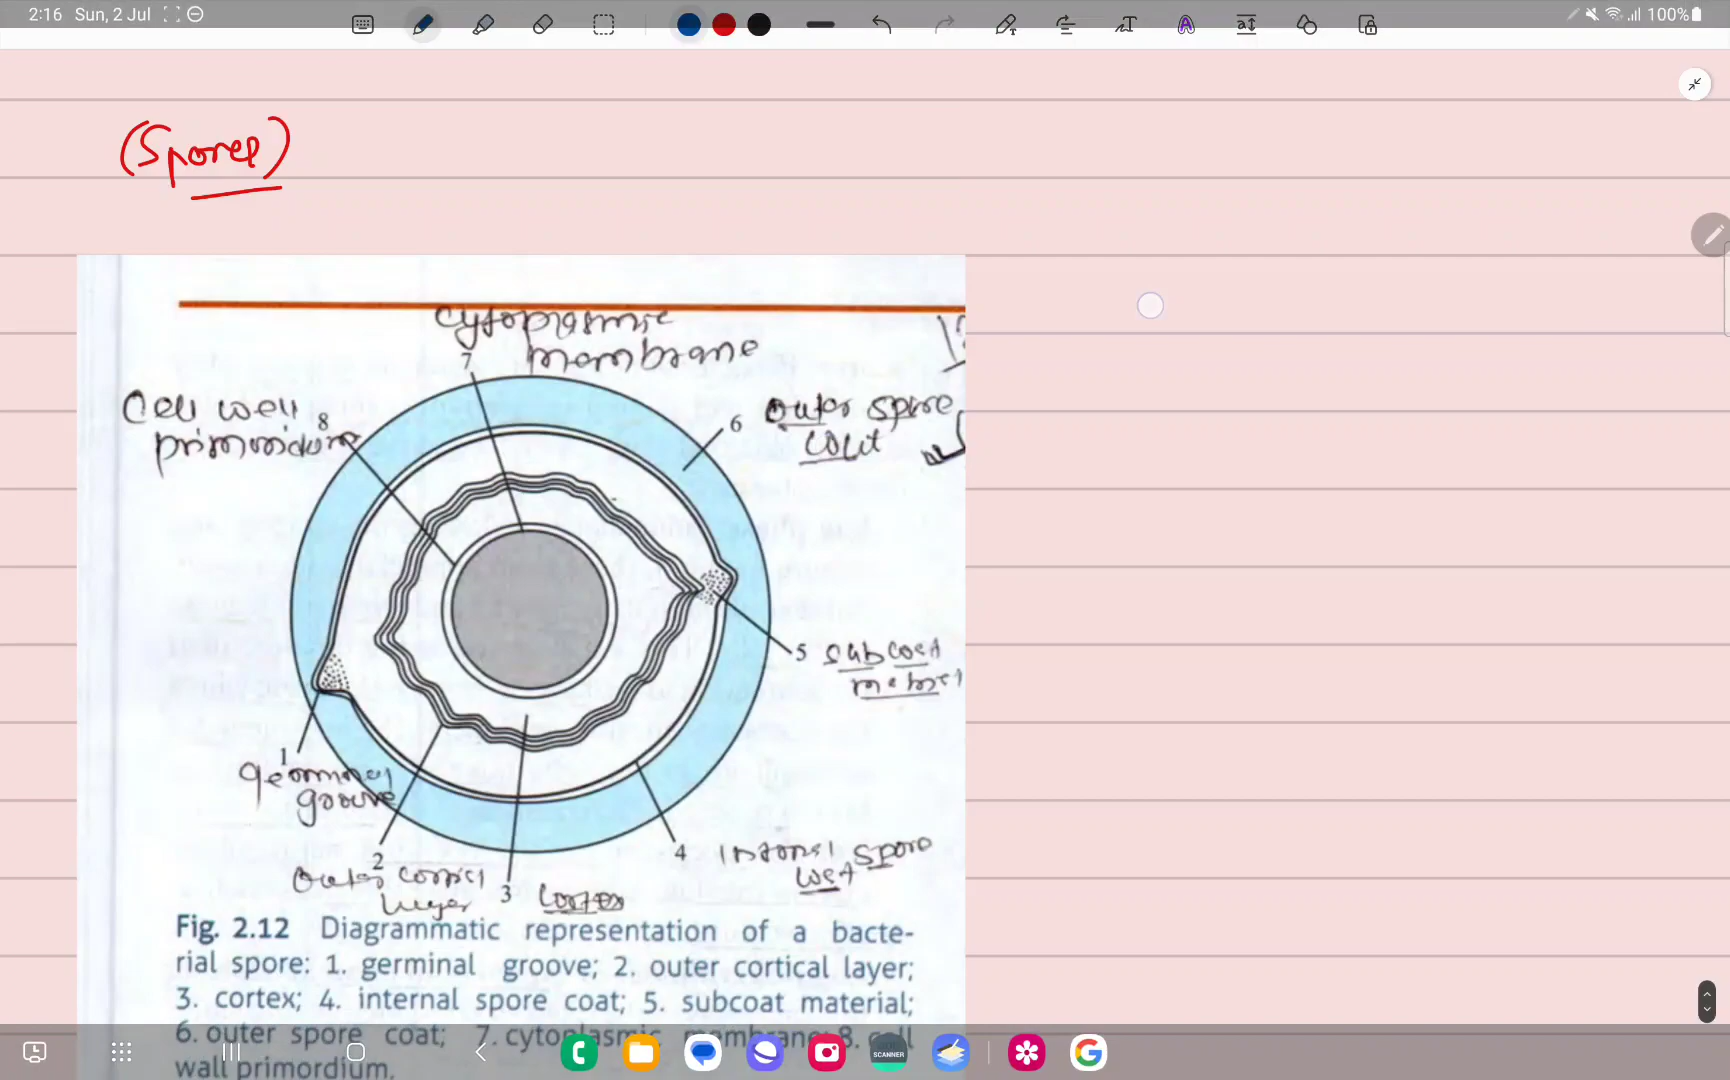 2:16 Sun, 2 Jul
100%
(Spores)
Cytoplasmic
membrane
7
Cell well
8
primordium
6
outer spore
coat
5 subcoat
1
germinal
groove
2
outer cortical
layer
3 cortex
4 internal spore
coat
Fig. 2.12 Diagrammatic representation of a bacte-
rial spore: 1. germinal groove; 2. outer cortical layer;
3. cortex; 4. internal spore coat; 5. subcoat material;
6. outer spore coat; 7. cytoplasmic membrane; 8. cell
wall primordium.
SCANNER